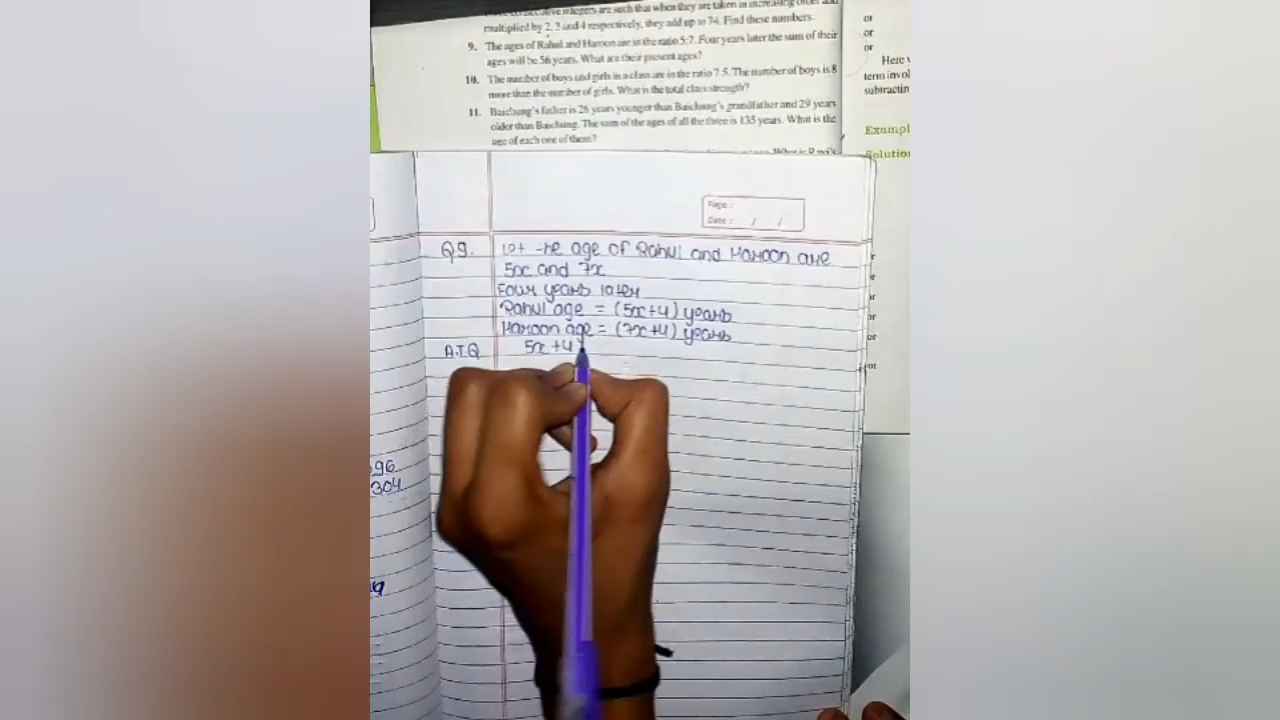 multiplied by 2, 3 and 4 respectively, they add up to 74. Find these numbers.
9. The ages of Rahul and Haroon are in the ratio 5:7. Four years later the sum of their
ages will be 56 years. What are their present ages?
10. The number of boys and girls in a class are in the ratio 7:5. The number of boys is 8
more than the number of girls. What is the total class strength?
11. Baichung's father is 26 years younger than Baichung's grandfather and 29 years
older than Baichung. The sum of the ages of all the three is 135 years. What is the
age of each one of them?
or
or
or
Here
term invol
subtractin
Exampl
Solution
Page :
Date : / /
Q9. let the age of Rahul and Haroon are
5x and 7x
Four years later
Rahul age = (5x+4) years
Haroon age = (7x+4) years
A.T.Q 5x +4
96
304